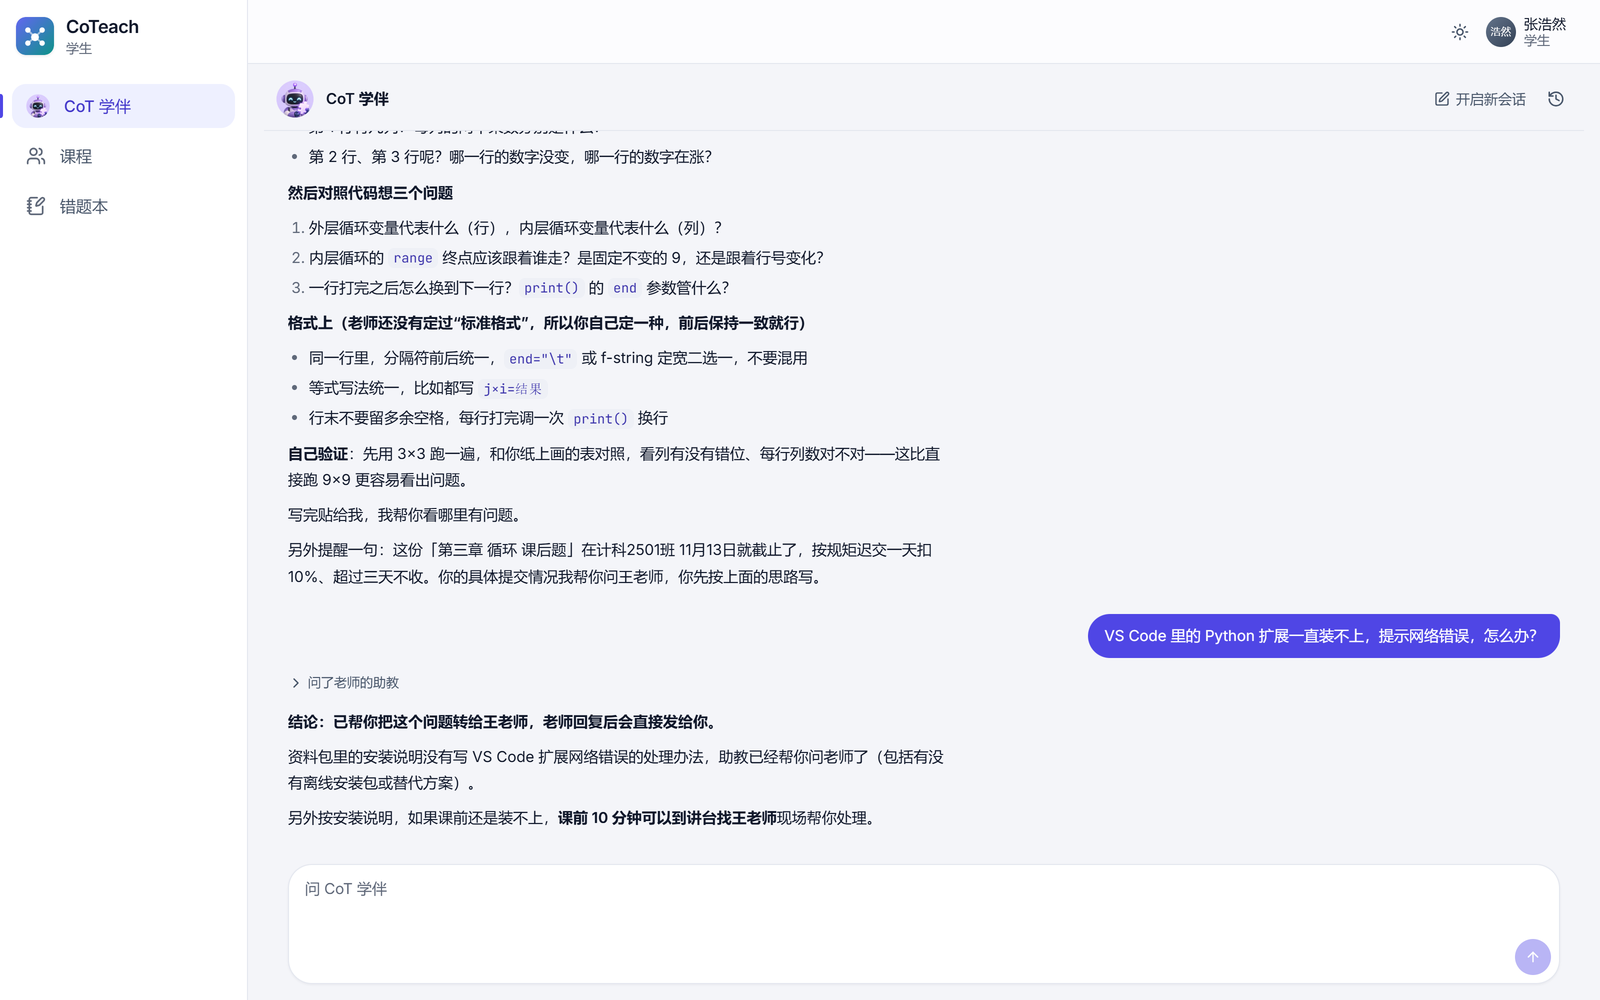 CoTeach
学生
CoT 学伴
课程
错题本
浩然
张浩然
学生
CoT 学伴
开启新会话
第 2 行、第 3 行呢？哪一行的数字没变，哪一行的数字在涨？
然后对照代码想三个问题
1. 外层循环变量代表什么（行），内层循环变量代表什么（列）？
2. 内层循环的 range 终点应该跟着谁走？是固定不变的 9，还是跟着行号变化？
3. 一行打完之后怎么换到下一行？ print() 的 end 参数管什么？
格式上（老师还没有定过“标准格式”，所以你自己定一种，前后保持一致就行）
同一行里，分隔符前后统一， end="\t" 或 f-string 定宽二选一，不要混用
等式写法统一，比如都写 j×i=结果
行末不要留多余空格，每行打完调一次 print() 换行
自己验证：先用 3×3 跑一遍，和你纸上画的表对照，看列有没有错位、每行列数对不对——这比直
接跑 9×9 更容易看出问题。
写完贴给我，我帮你看哪里有问题。
另外提醒一句：这份「第三章 循环 课后题」在计科2501班 11月13日就截止了，按规矩迟交一天扣
10%、超过三天不收。你的具体提交情况我帮你问王老师，你先按上面的思路写。
VS Code 里的 Python 扩展一直装不上，提示网络错误，怎么办？
问了老师的助教
结论：已帮你把这个问题转给王老师，老师回复后会直接发给你。
资料包里的安装说明没有写 VS Code 扩展网络错误的处理办法，助教已经帮你问老师了（包括有没
有离线安装包或替代方案）。
另外按安装说明，如果课前还是装不上，课前 10 分钟可以到讲台找王老师现场帮你处理。
问 CoT 学伴